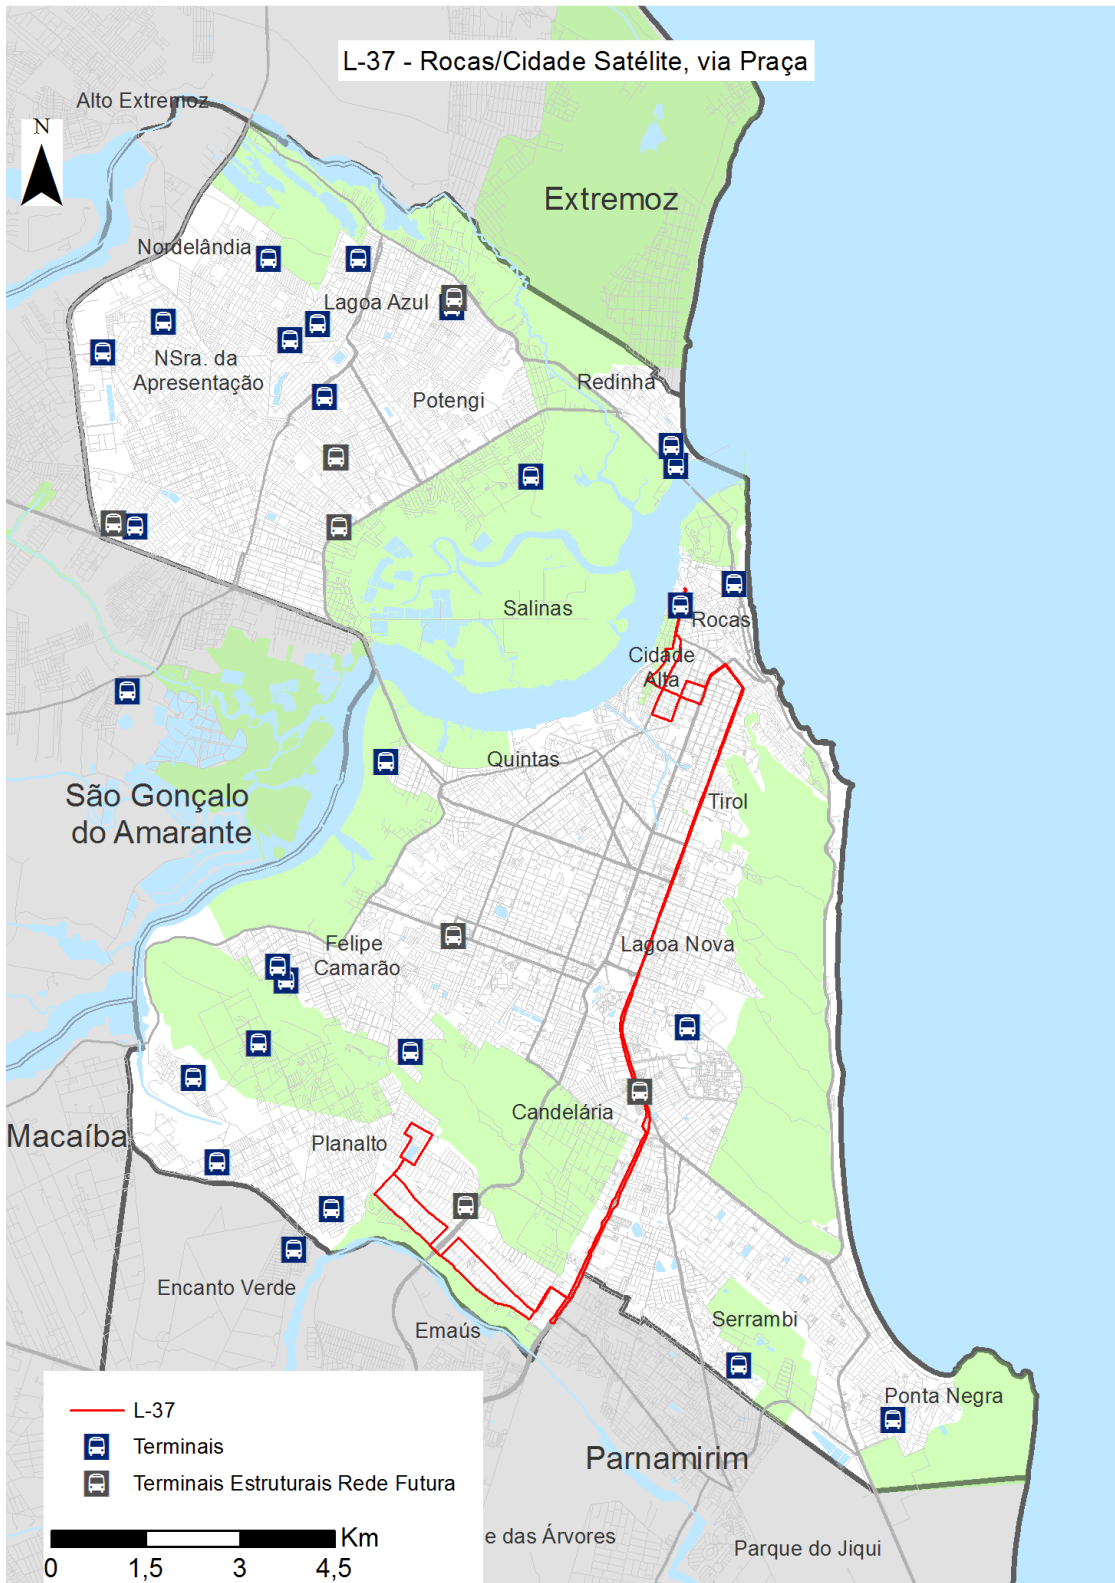 L-37 - Rocas/Cidade Satélite, via Praça
Alto Extremoz
N
Extremoz
Nordelândia
Lagoa Azul
NSra. da
Apresentação
Redinha
Potengi
Salinas
Rocas
Cidade
Alta
Quintas
São Gonçalo
do Amarante
Tirol
Felipe
Camarão
Lagoa Nova
Candelária
Macaíba
Planalto
Encanto Verde
Emaús
Serrambi
Ponta Negra
Parnamirim
e das Árvores
Parque do Jiqui
L-37
Terminais
Terminais Estruturais Rede Futura
Km
0 1,5 3 4,5